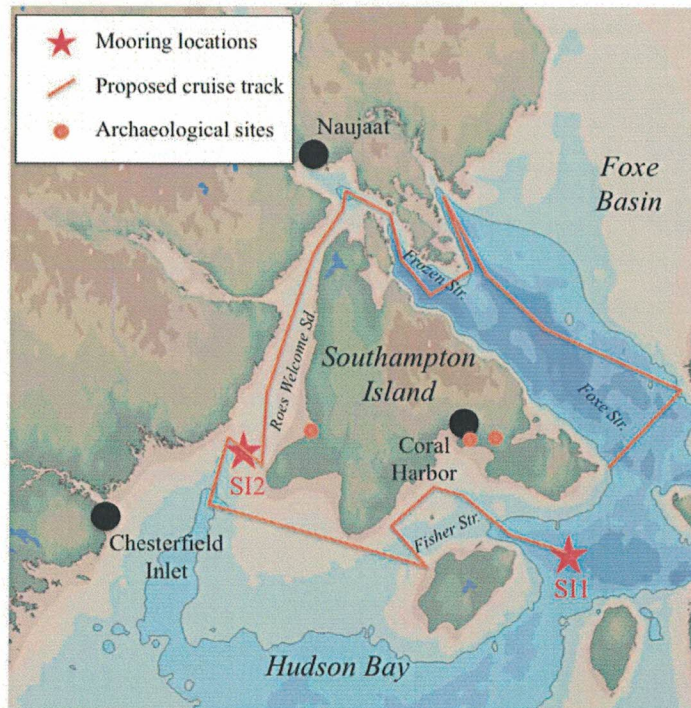 Mooring locations
Proposed cruise track
Archaeological sites
Naujaat
Foxe
Basin
Frozen Str.
Roes Welcome Sd.
Southampton
Island
Foxe Str.
Coral
Harbor
SI2
Chesterfield
Inlet
Fisher Str.
SI1
Hudson Bay